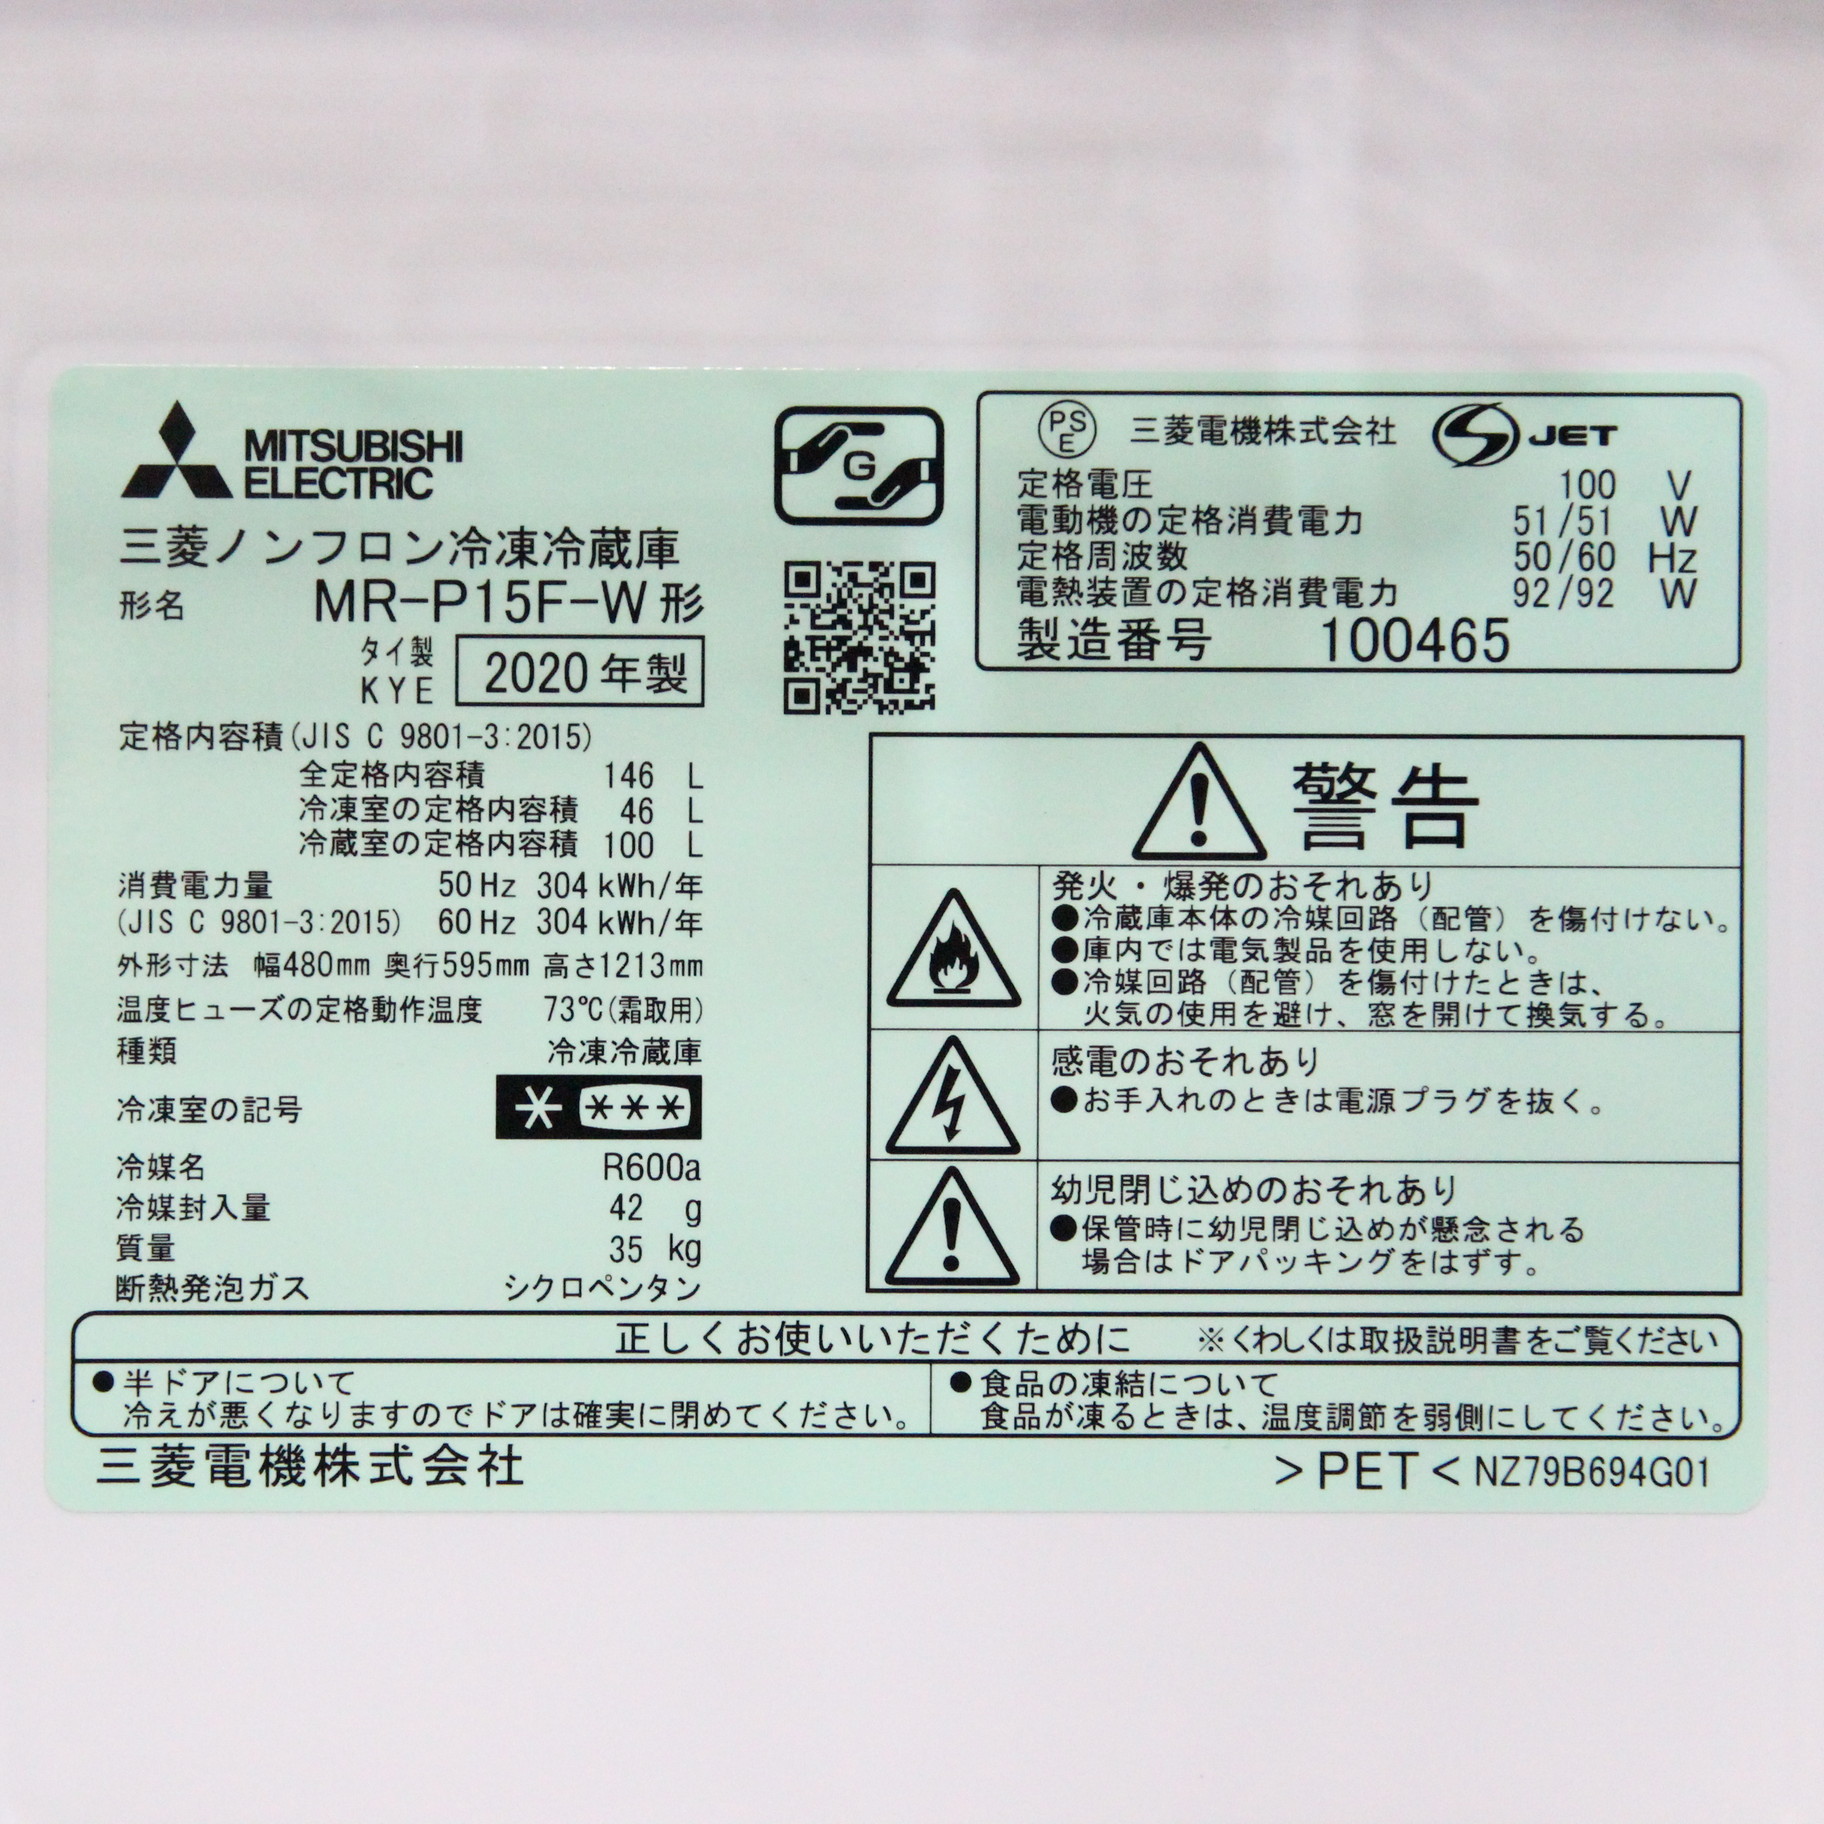 MITSUBISHI
ELECTRIC
三菱ノンフロン冷凍冷蔵庫
形名 MR-P15F-W形
タイ製
KYE
2020年製
定格内容積(JIS C 9801-3:2015)
全定格内容積 146 L
冷凍室の定格内容積 46 L
冷蔵室の定格内容積 100 L
消費電力量 50Hz 304kWh/年
(JIS C 9801-3:2015) 60Hz 304kWh/年
外形寸法 幅480mm 奥行595mm 高さ1213mm
温度ヒューズの定格動作温度 73℃(霜取用)
種類 冷凍冷蔵庫
冷凍室の記号 * ***
冷媒名 R600a
冷媒封入量 42 g
質量 35 kg
断熱発泡ガス シクロペンタン
G
PS
E
三菱電機株式会社 S JET
定格電圧 100 V
電動機の定格消費電力 51/51 W
定格周波数 50/60 Hz
電熱装置の定格消費電力 92/92 W
製造番号 100465
警告
発火・爆発のおそれあり
●冷蔵庫本体の冷媒回路(配管)を傷付けない。
●庫内では電気製品を使用しない。
●冷媒回路(配管)を傷付けたときは、
火気の使用を避け、窓を開けて換気する。
感電のおそれあり
●お手入れのときは電源プラグを抜く。
幼児閉じ込めのおそれあり
●保管時に幼児閉じ込めが懸念される
場合はドアパッキングをはずす。
正しくお使いいただくために ※くわしくは取扱説明書をご覧ください
●半ドアについて
冷えが悪くなりますのでドアは確実に閉めてください。
●食品の凍結について
食品が凍るときは、温度調節を弱側にしてください。
三菱電機株式会社
>PET< NZ79B694G01